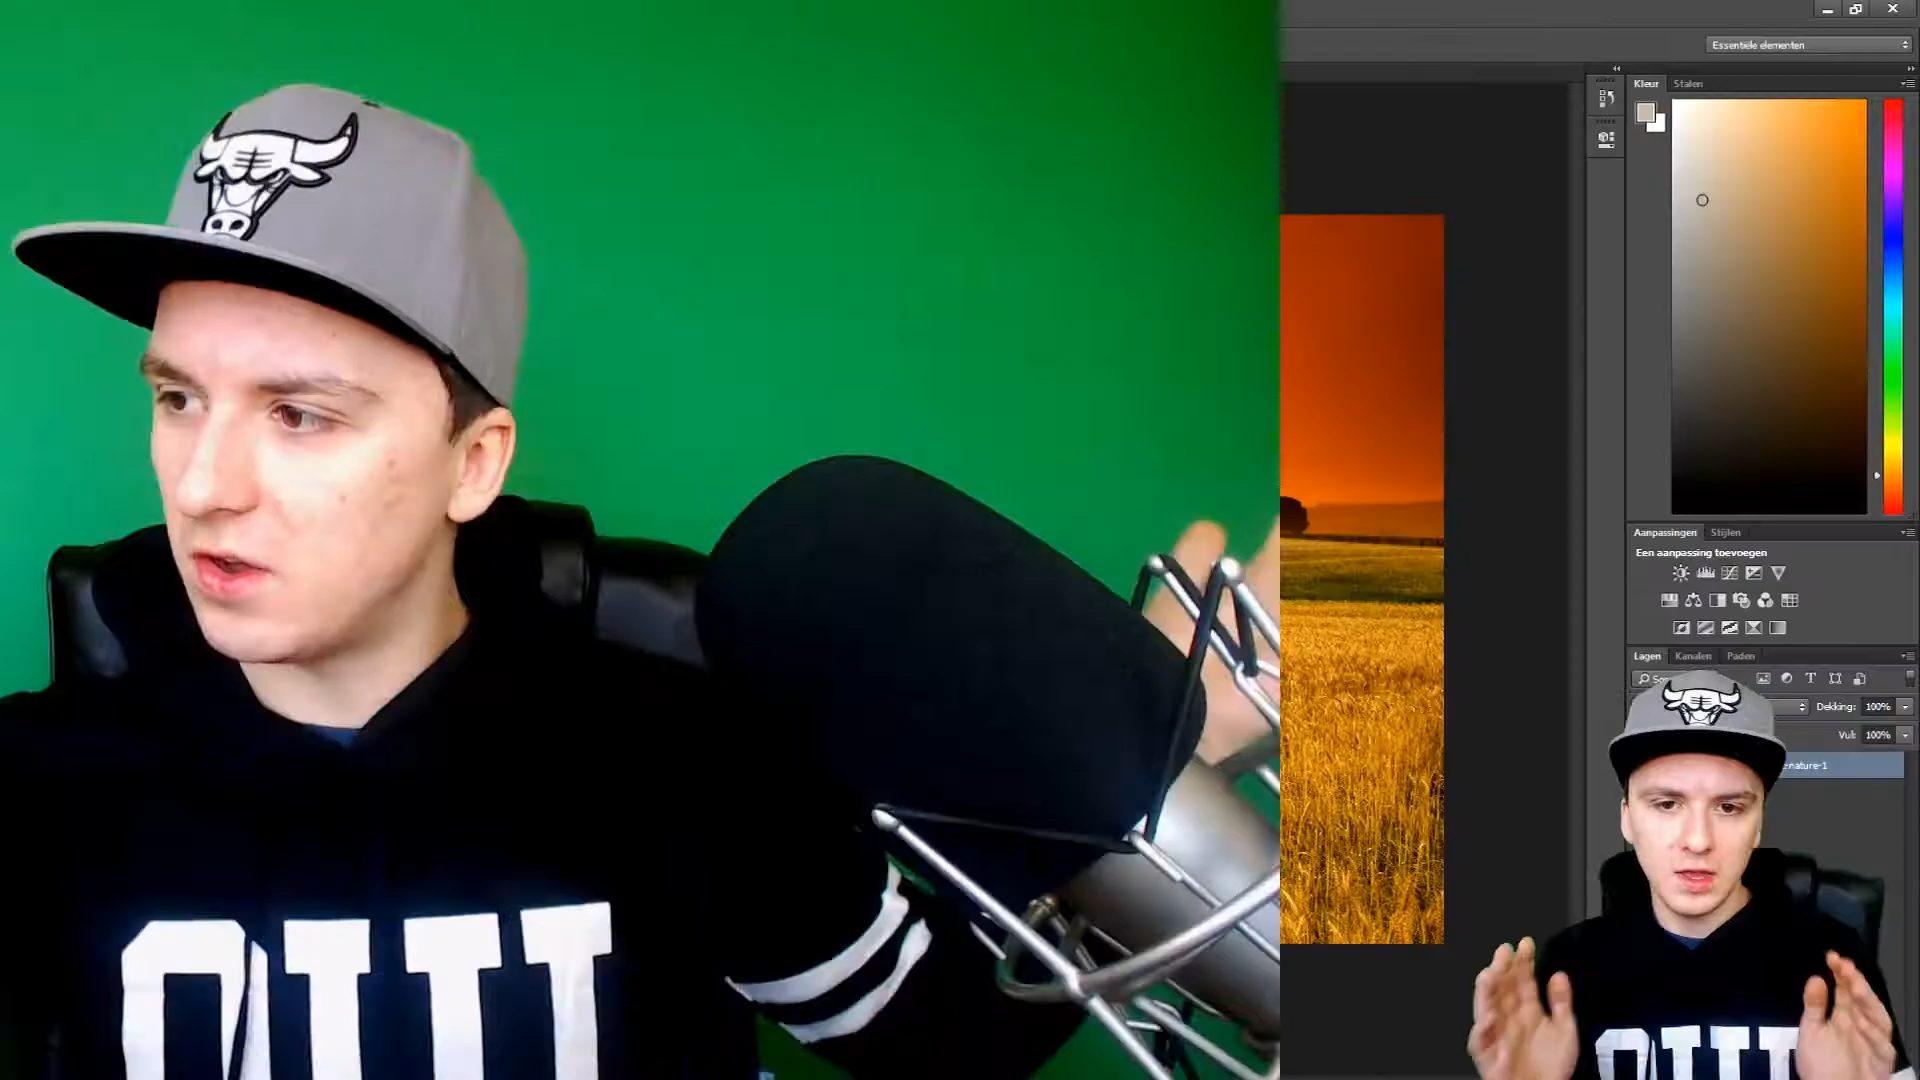 Essentiële elementen
Kleur Stalen
Aanpassingen Stijlen
Een aanpassing toevoegen
Lagen Kanalen Paden
Dekking: 100%
Vul: 100%
nature-1